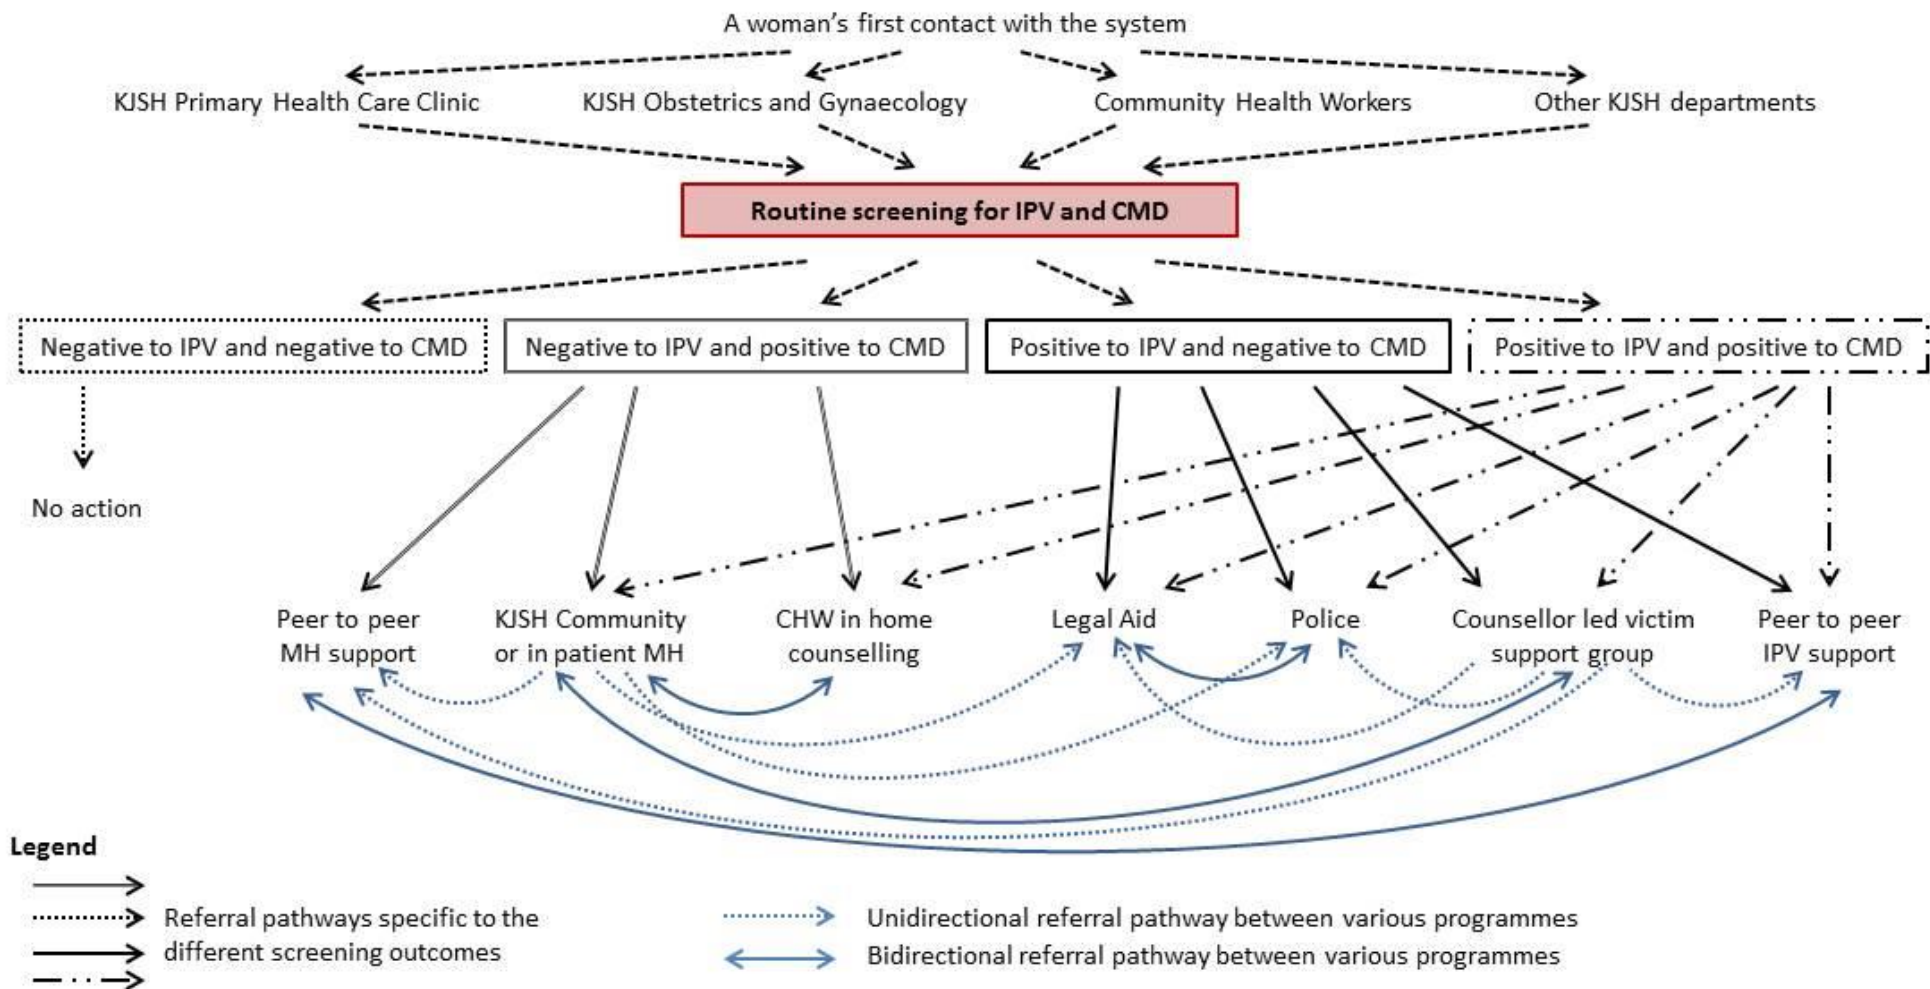 A woman's first contact with the system
KJSH Primary Health Care Clinic
KJSH Obstetrics and Gynaecology
Community Health Workers
Other KJSH departments
Routine screening for IPV and CMD
Negative to IPV and negative to CMD
Negative to IPV and positive to CMD
Positive to IPV and negative to CMD
Positive to IPV and positive to CMD
No action
Peer to peer
MH support
KJSH Community
or in patient MH
CHW in home
counselling
Legal Aid
Police
Counsellor led victim
support group
Peer to peer
IPV support
Legend
Referral pathways specific to the
different screening outcomes
Unidirectional referral pathway between various programmes
Bidirectional referral pathway between various programmes